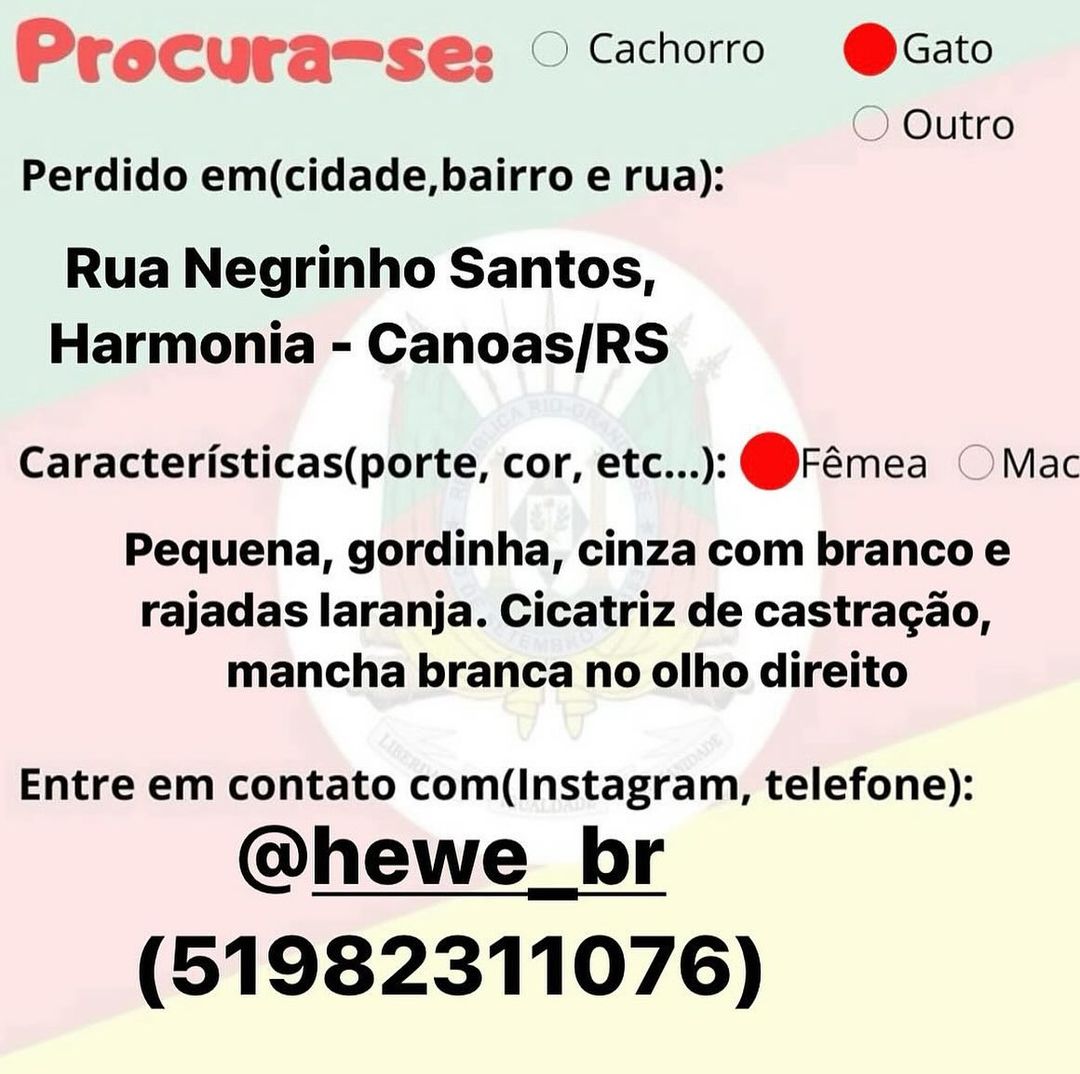 Procura-se: Cachorro Gato
Outro
Perdido em(cidade,bairro e rua):
Rua Negrinho Santos,
Harmonia - Canoas/RS
Características(porte, cor, etc...): Fêmea Mac
Pequena, gordinha, cinza com branco e
rajadas laranja. Cicatriz de castração,
mancha branca no olho direito
Entre em contato com(Instagram, telefone):
@hewe_br
(51982311076)